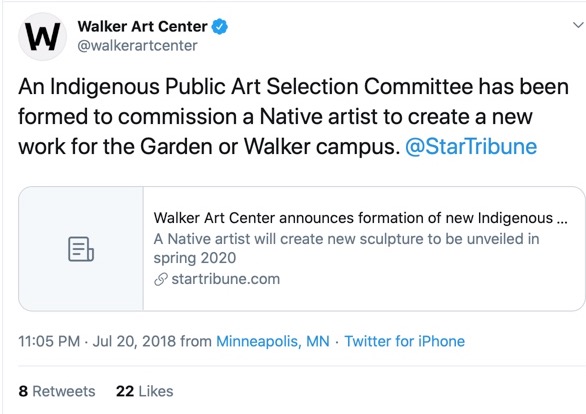 W
Walker Art Center
@walkerartcenter
An Indigenous Public Art Selection Committee has been
formed to commission a Native artist to create a new
work for the Garden or Walker campus. @StarTribune
Walker Art Center announces formation of new Indigenous ...
A Native artist will create new sculpture to be unveiled in
spring 2020
startribune.com
11:05 PM · Jul 20, 2018 from Minneapolis, MN · Twitter for iPhone
8 Retweets 22 Likes